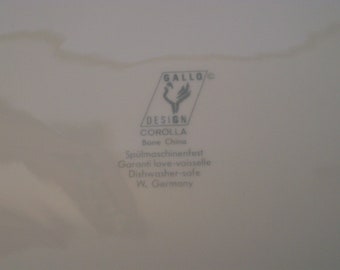 GALLO ©
DESIGN
COROLLA
Bone China
Spülmaschinenfest
Garanti lave-vaisselle
Dishwasher-safe
W. Germany